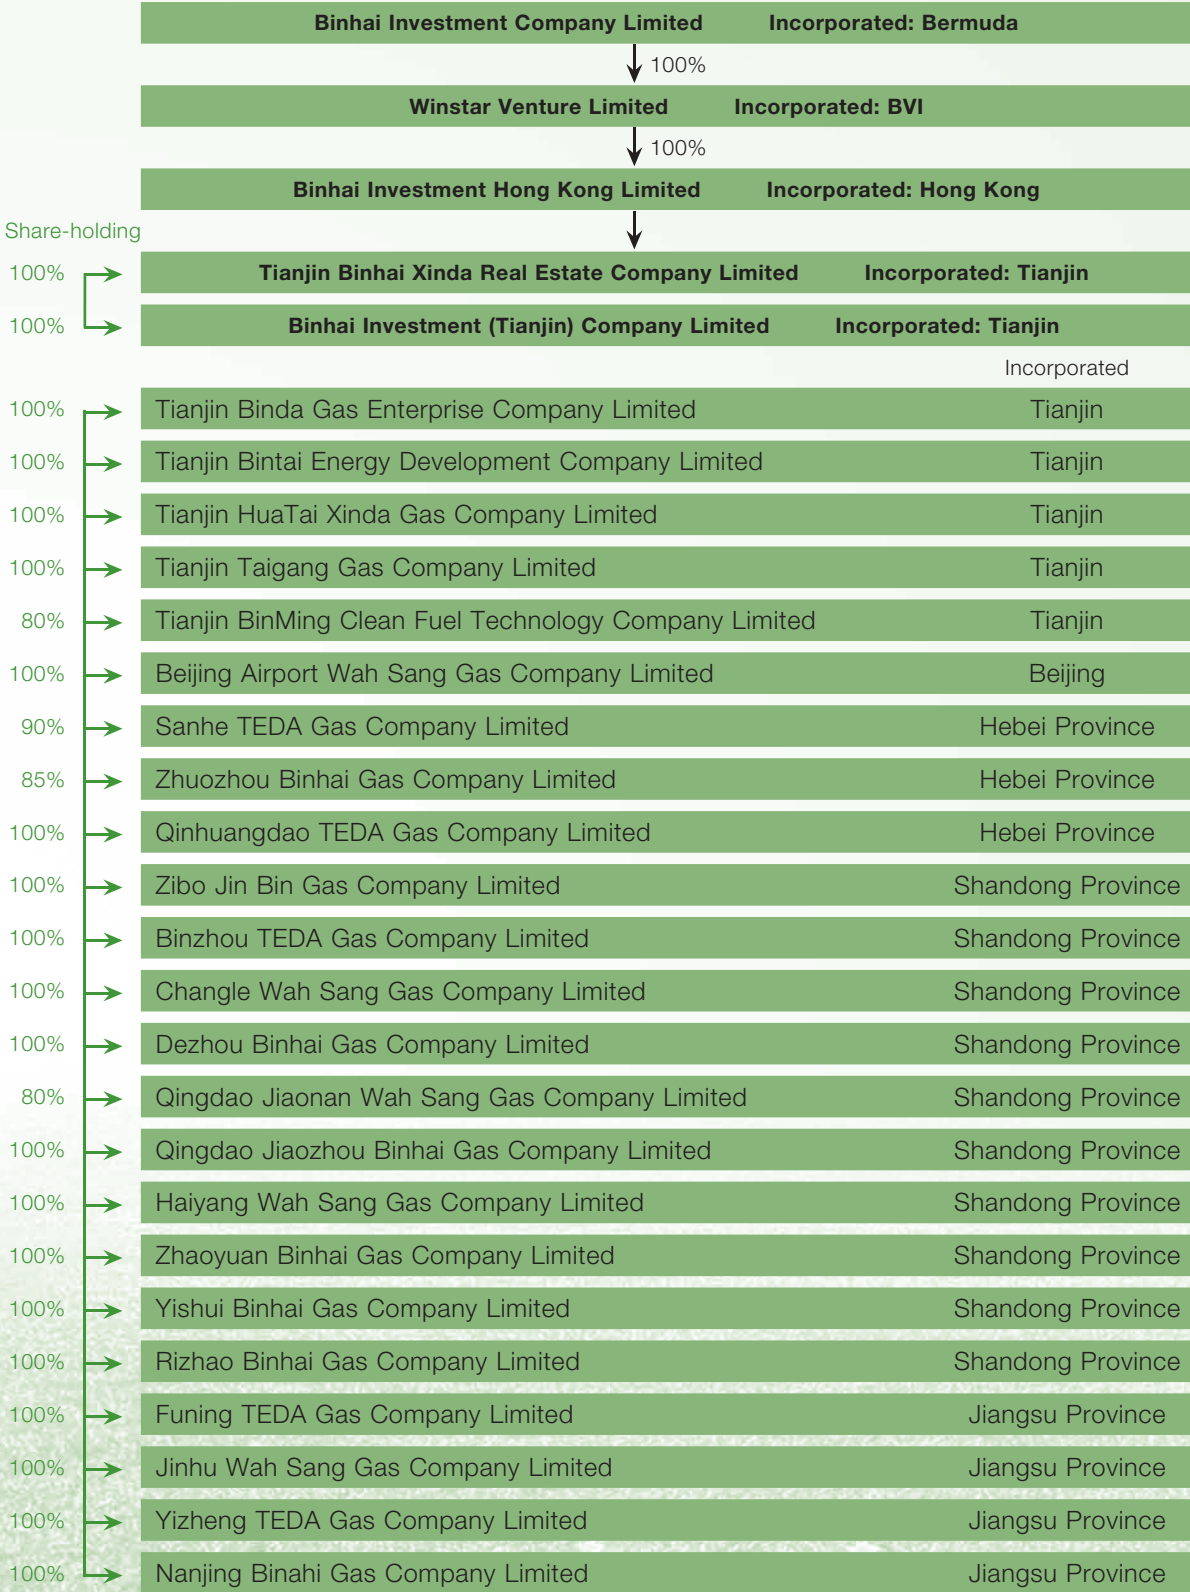 Binhai Investment Company Limited Incorporated: Bermuda
100%
Winstar Venture Limited Incorporated: BVI
100%
Binhai Investment Hong Kong Limited Incorporated: Hong Kong
Share-holding
100% Tianjin Binhai Xinda Real Estate Company Limited Incorporated: Tianjin
100% Binhai Investment (Tianjin) Company Limited Incorporated: Tianjin
Incorporated
100% Tianjin Binda Gas Enterprise Company Limited Tianjin
100% Tianjin Bintai Energy Development Company Limited Tianjin
100% Tianjin HuaTai Xinda Gas Company Limited Tianjin
100% Tianjin Taigang Gas Company Limited Tianjin
80% Tianjin BinMing Clean Fuel Technology Company Limited Tianjin
100% Beijing Airport Wah Sang Gas Company Limited Beijing
90% Sanhe TEDA Gas Company Limited Hebei Province
85% Zhuozhou Binhai Gas Company Limited Hebei Province
100% Qinhuangdao TEDA Gas Company Limited Hebei Province
100% Zibo Jin Bin Gas Company Limited Shandong Province
100% Binzhou TEDA Gas Company Limited Shandong Province
100% Changle Wah Sang Gas Company Limited Shandong Province
100% Dezhou Binhai Gas Company Limited Shandong Province
80% Qingdao Jiaonan Wah Sang Gas Company Limited Shandong Province
100% Qingdao Jiaozhou Binhai Gas Company Limited Shandong Province
100% Haiyang Wah Sang Gas Company Limited Shandong Province
100% Zhaoyuan Binhai Gas Company Limited Shandong Province
100% Yishui Binhai Gas Company Limited Shandong Province
100% Rizhao Binhai Gas Company Limited Shandong Province
100% Funing TEDA Gas Company Limited Jiangsu Province
100% Jinhu Wah Sang Gas Company Limited Jiangsu Province
100% Yizheng TEDA Gas Company Limited Jiangsu Province
100% Nanjing Binahi Gas Company Limited Jiangsu Province